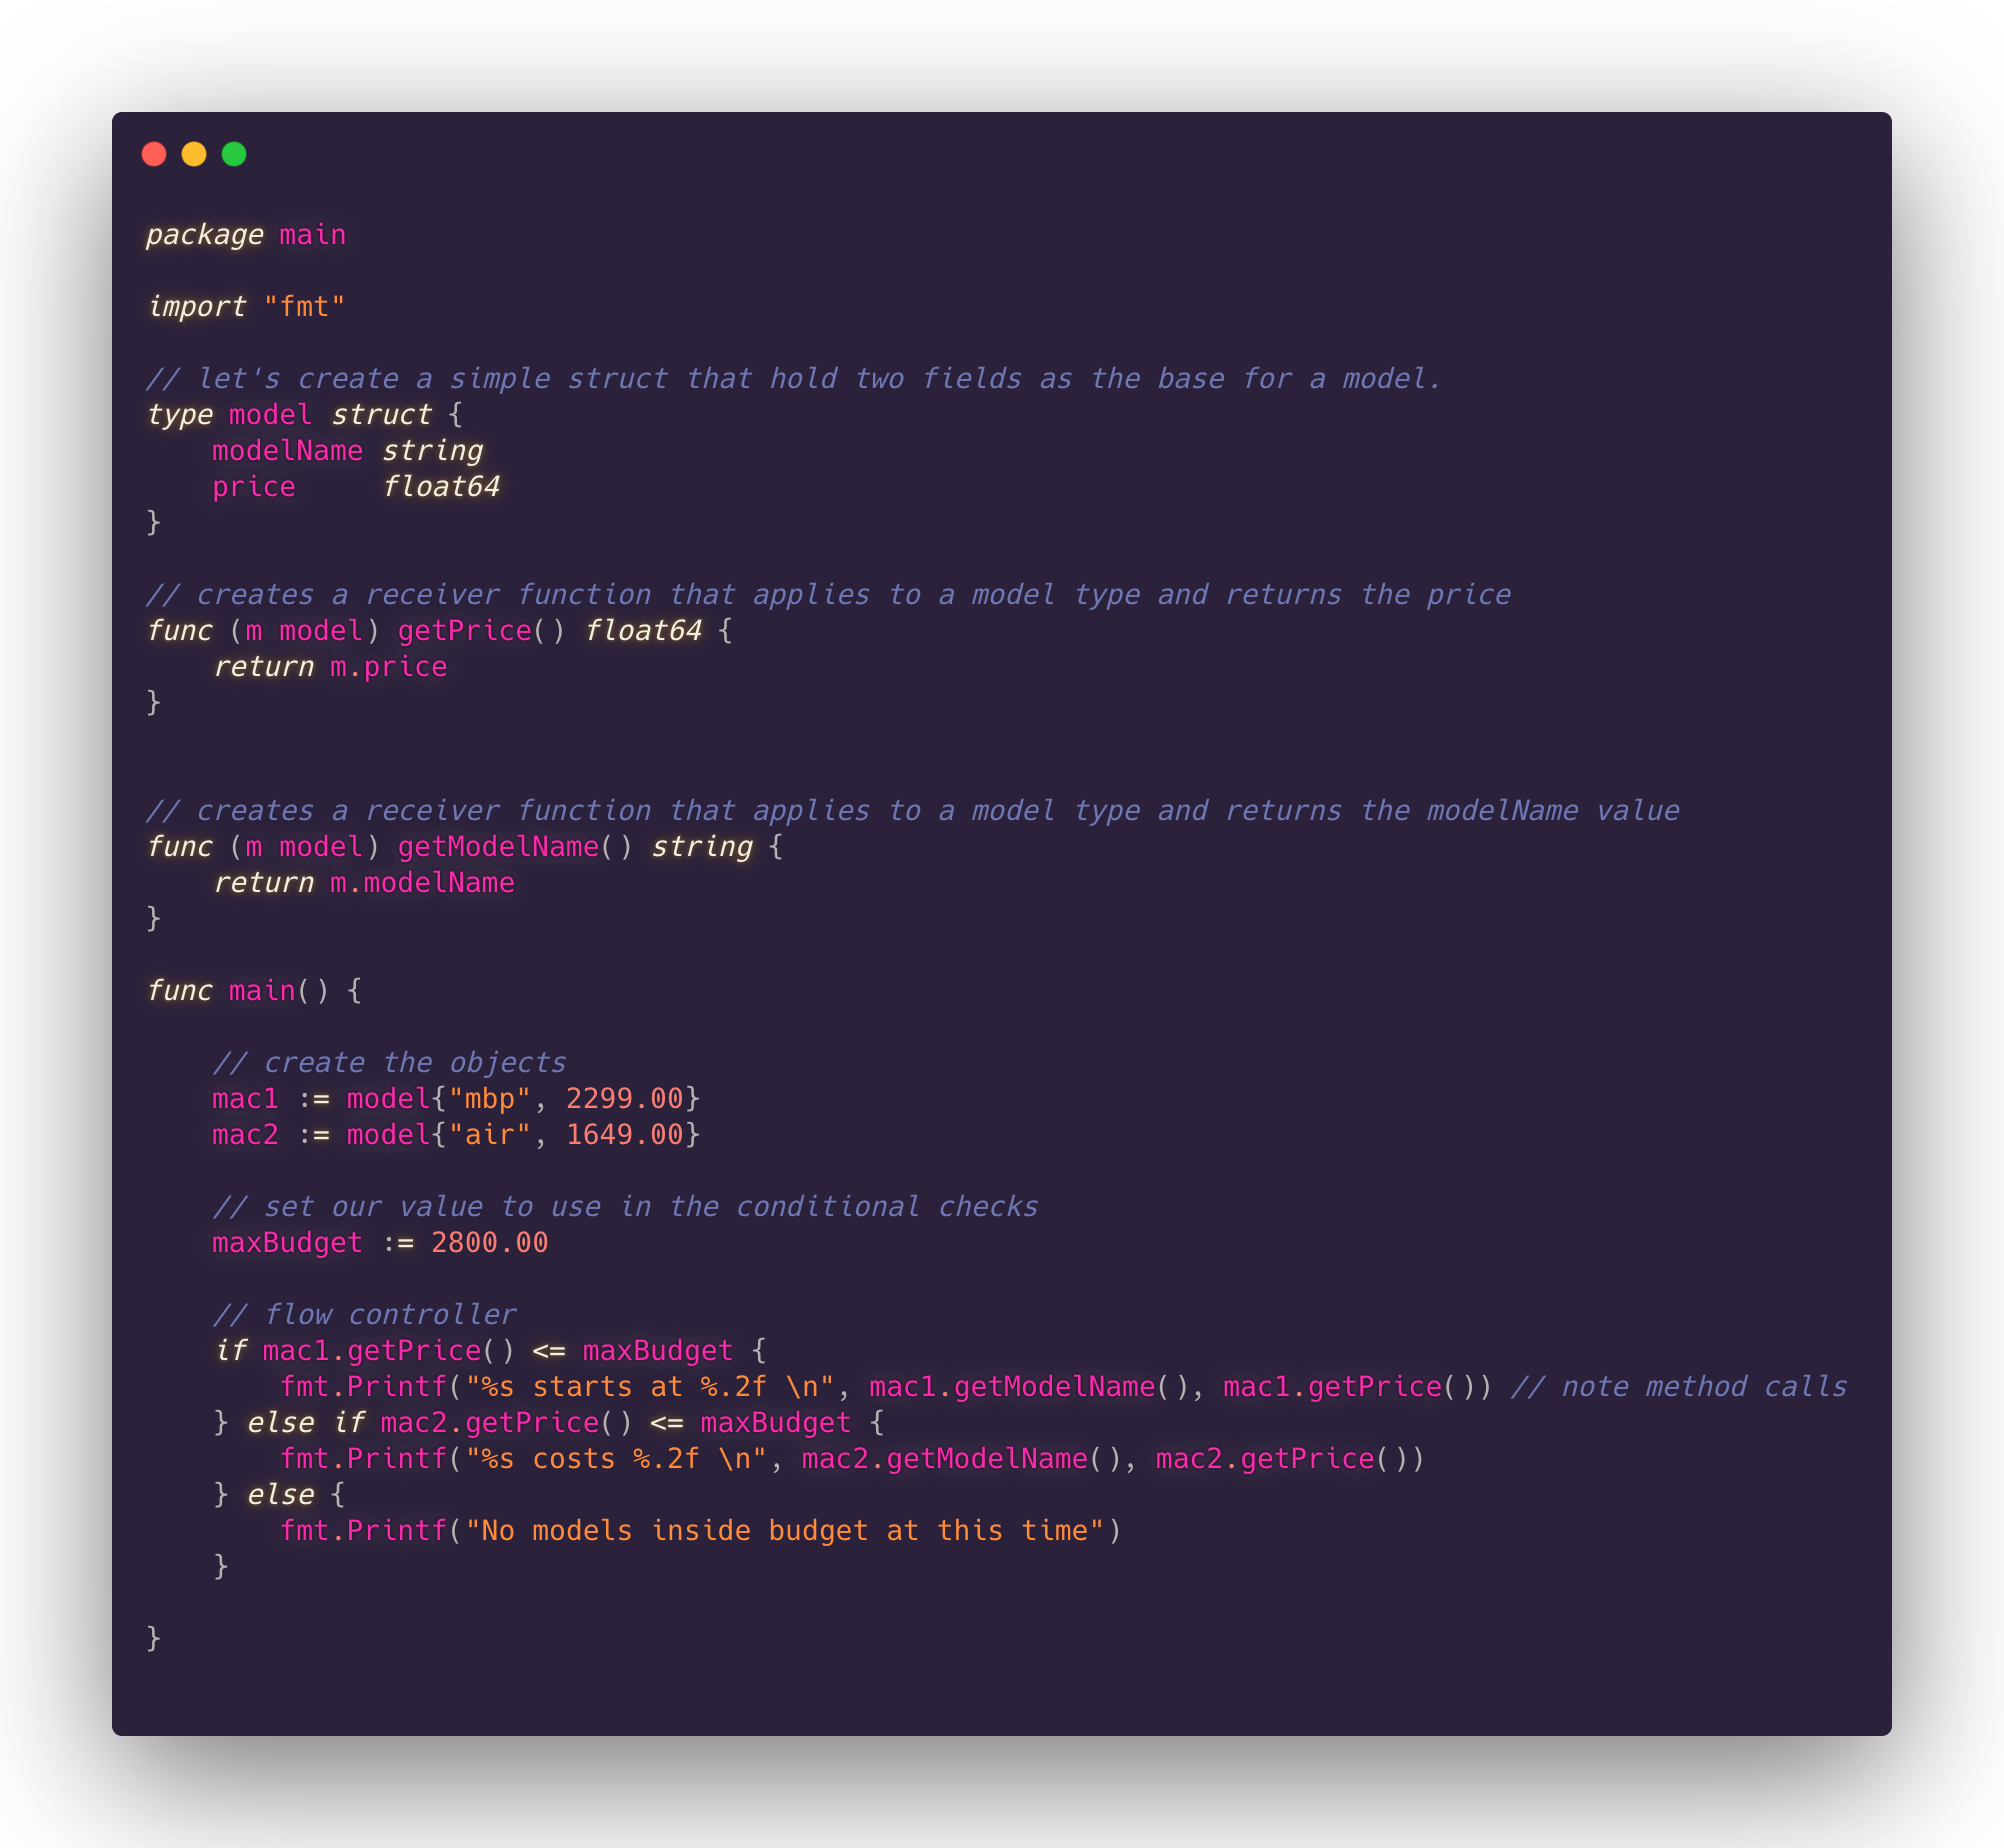 package main
import "fmt"
// let's create a simple struct that hold two fields as the base for a model.
type model struct {
    modelName string
    price     float64
}
// creates a receiver function that applies to a model type and returns the price
func (m model) getPrice() float64 {
    return m.price
}
// creates a receiver function that applies to a model type and returns the modelName value
func (m model) getModelName() string {
    return m.modelName
}
func main() {
    // create the objects
    mac1 := model{"mbp", 2299.00}
    mac2 := model{"air", 1649.00}
    // set our value to use in the conditional checks
    maxBudget := 2800.00
    // flow controller
    if mac1.getPrice() <= maxBudget {
        fmt.Printf("%s starts at %.2f \n", mac1.getModelName(), mac1.getPrice()) // note method calls
    } else if mac2.getPrice() <= maxBudget {
        fmt.Printf("%s costs %.2f \n", mac2.getModelName(), mac2.getPrice())
    } else {
        fmt.Printf("No models inside budget at this time")
    }
}